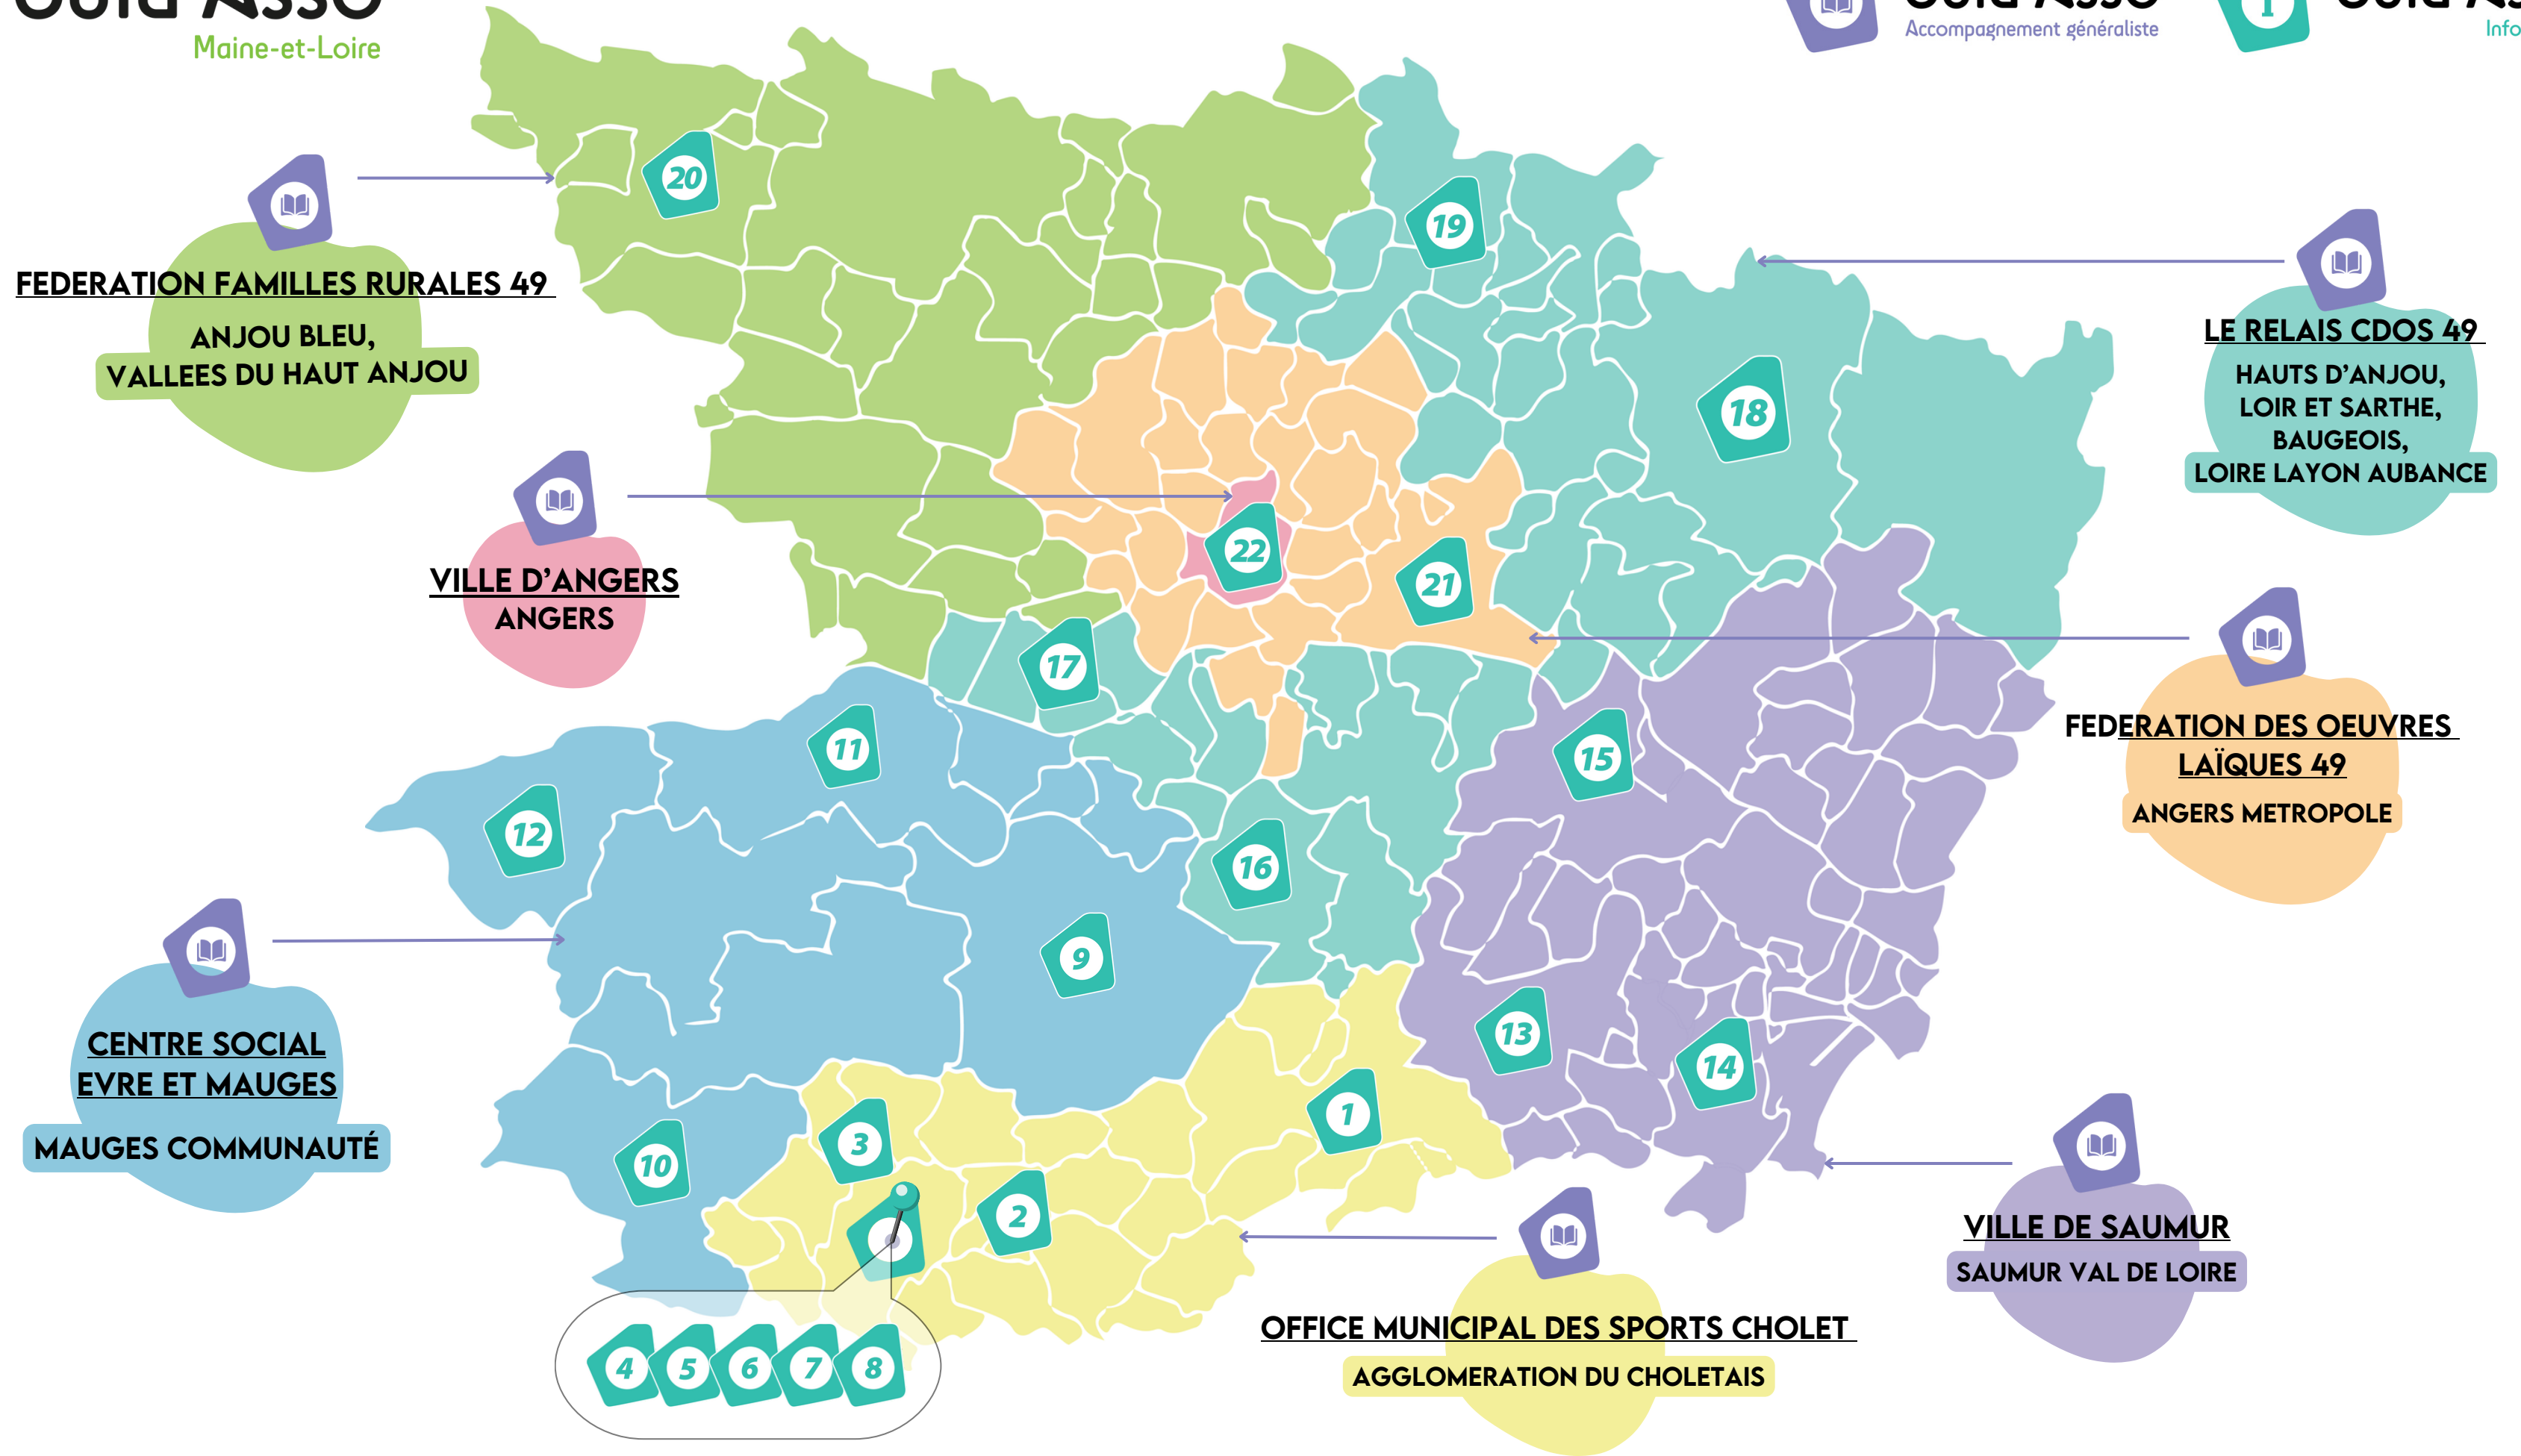 Maine-et-Loire
Accompagnement généraliste
FEDERATION FAMILLES RURALES 49
ANJOU BLEU,
VALLEES DU HAUT ANJOU
VILLE D'ANGERS
ANGERS
CENTRE SOCIAL
EVRE ET MAUGES
MAUGES COMMUNAUTÉ
LE RELAIS CDOS 49
HAUTS D'ANJOU,
LOIR ET SARTHE,
BAUGEOIS,
LOIRE LAYON AUBANCE
FEDERATION DES OEUVRES
LAÏQUES 49
ANGERS METROPOLE
VILLE DE SAUMUR
SAUMUR VAL DE LOIRE
OFFICE MUNICIPAL DES SPORTS CHOLET
AGGLOMERATION DU CHOLETAIS
20
19
18
22
21
17
11
15
12
16
9
13
14
1
3
10
2
4 5 6 7 8